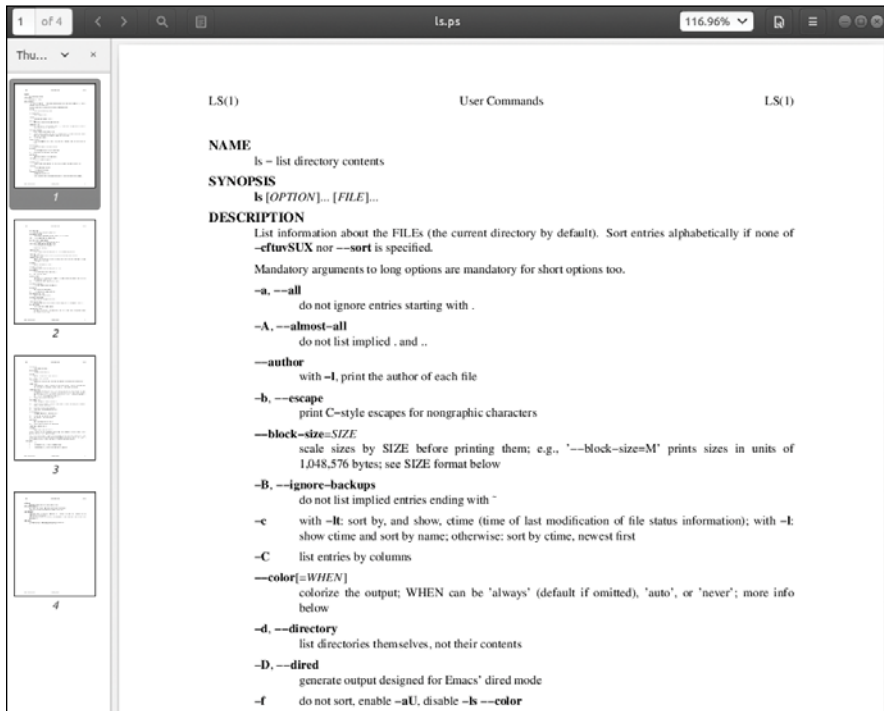 1 of 4
ls.ps
116.96%
Thu...
1
2
3
4
LS(1) User Commands LS(1)
NAME
ls − list directory contents
SYNOPSIS
ls [OPTION]... [FILE]...
DESCRIPTION
List information about the FILEs (the current directory by default). Sort entries alphabetically if none of
−cftuvSUX nor −−sort is specified.
Mandatory arguments to long options are mandatory for short options too.
−a, −−all
do not ignore entries starting with .
−A, −−almost−all
do not list implied . and ..
−−author
with −l, print the author of each file
−b, −−escape
print C−style escapes for nongraphic characters
−−block−size=SIZE
scale sizes by SIZE before printing them; e.g., '−−block−size=M' prints sizes in units of
1,048,576 bytes; see SIZE format below
−B, −−ignore−backups
do not list implied entries ending with ~
−c with −lt: sort by, and show, ctime (time of last modification of file status information); with −l:
show ctime and sort by name; otherwise: sort by ctime, newest first
−C list entries by columns
−−color[=WHEN]
colorize the output; WHEN can be 'always' (default if omitted), 'auto', or 'never'; more info
below
−d, −−directory
list directories themselves, not their contents
−D, −−dired
generate output designed for Emacs' dired mode
−f do not sort, enable −aU, disable −ls −−color